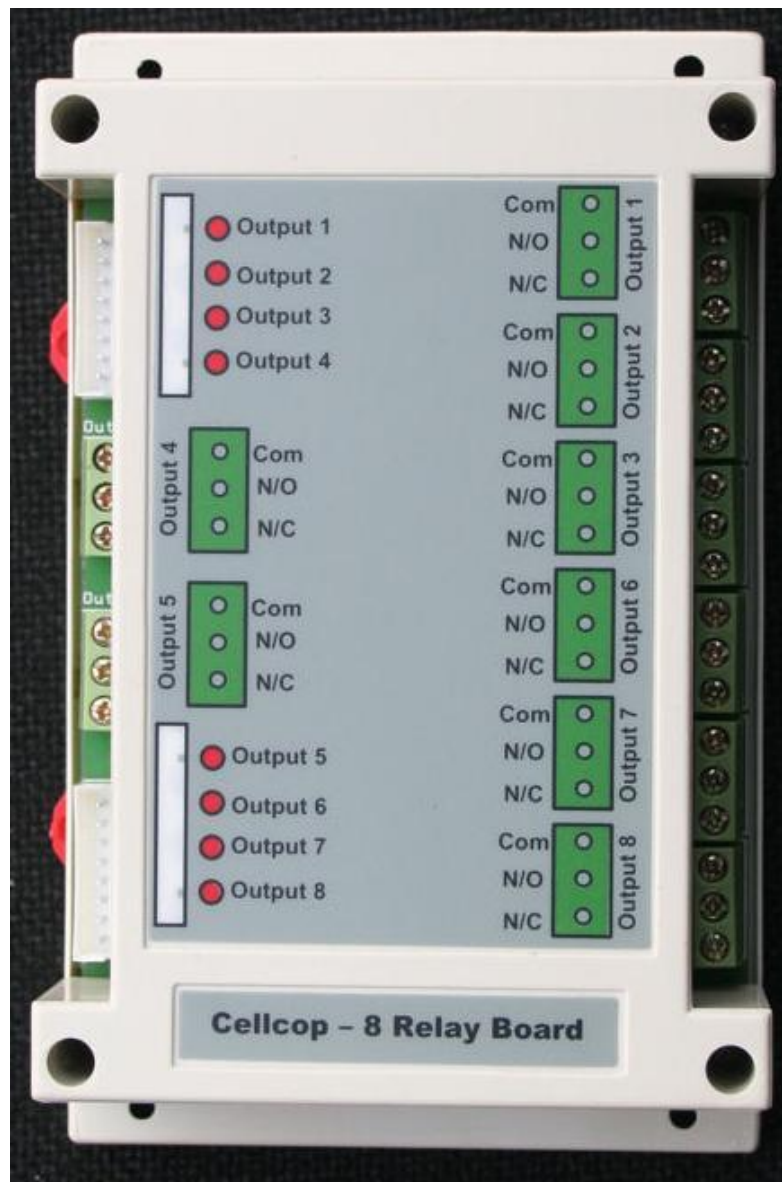 Output 1
Output 2
Output 3
Output 4
Com
N/O
N/C
Output 1
Com
N/O
N/C
Output 2
Com
N/O
N/C
Output 3
Out
Output 4
Com
N/O
N/C
Out
Output 5
Com
N/O
N/C
Com
N/O
N/C
Output 6
Com
N/O
N/C
Output 7
Output 5
Output 6
Output 7
Output 8
Com
N/O
N/C
Output 8
Cellcop – 8 Relay Board